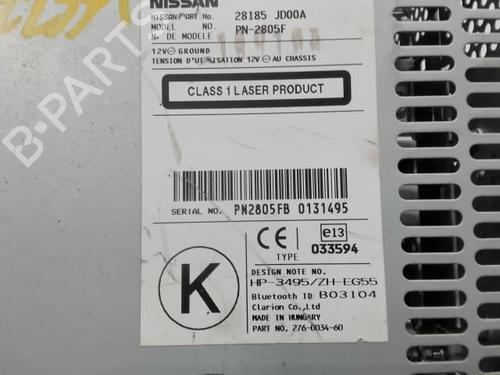 NISSAN
NISSAN PART No. 28185 JD00A
MODEL No. PN-2805F
N° DE MODELE
12V⊖ GROUND
TENSION D'UTILISATION 12V⊖ AU CHASSIS
CLASS 1 LASER PRODUCT
SERIAL NO. PN2805FB 0131495
CE e13
033594
TYPE
K
DESIGN NOTE NO.
HP-3495/ZH-EG55
Bluetooth ID B03104
Clarion Co., Ltd.
MADE IN HUNGARY
PART NO. 276-0034-60
B-PARTS